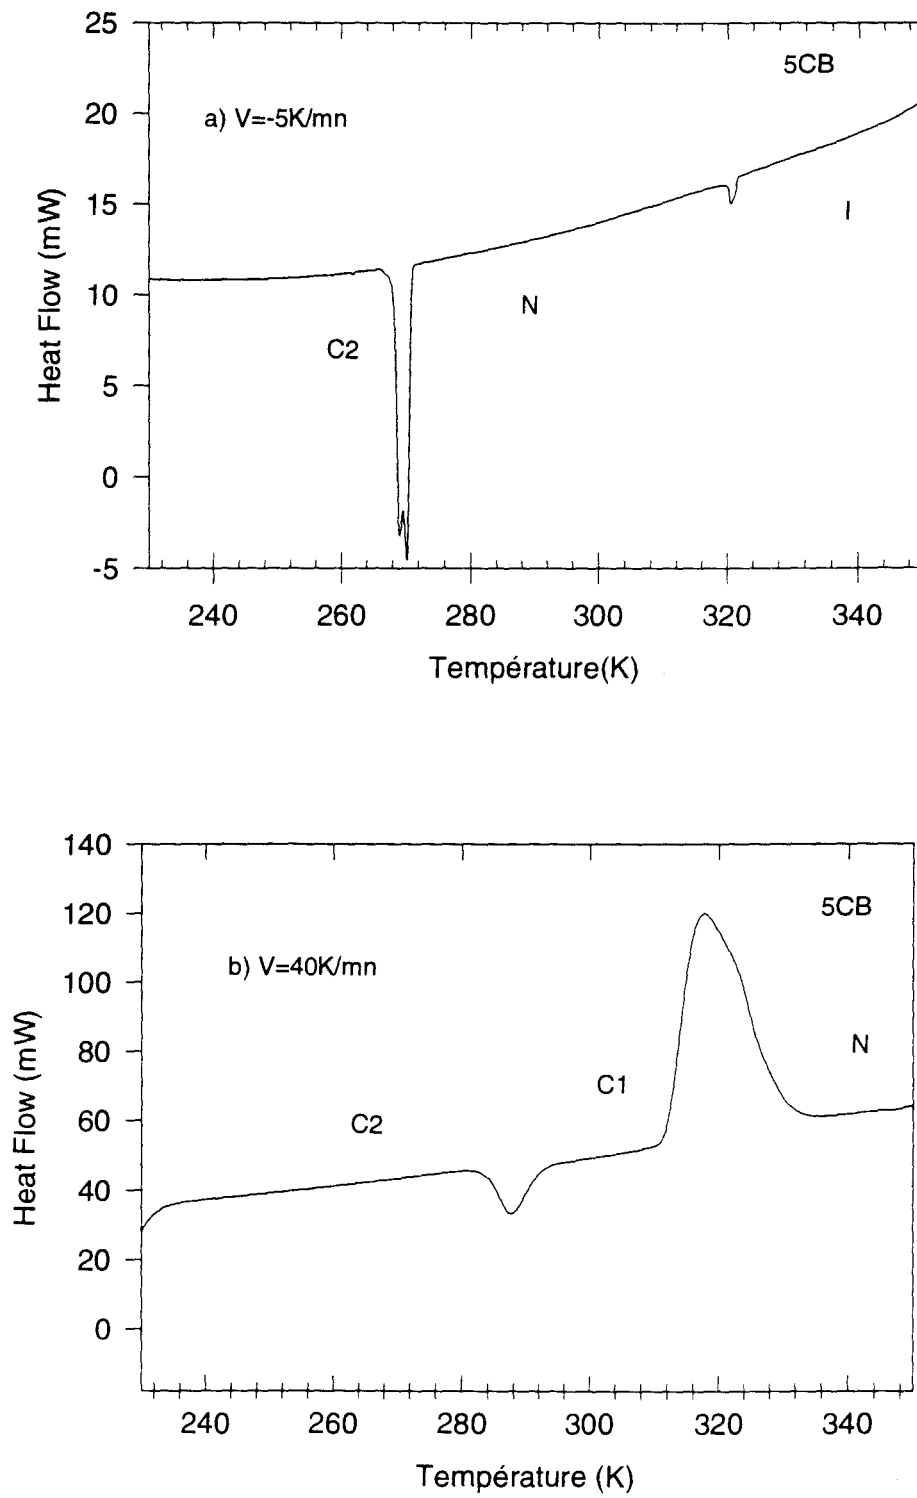 25
5CB
20
a) V=-5K/mn
15
I
10
N
C2
5
0
-5
Heat Flow (mW)
240 260 280 300 320 340
Température(K)
140
120
5CB
b) V=40K/mn
100
80
N
C1
60
C2
40
20
0
Heat Flow (mW)
240 260 280 300 320 340
Température (K)